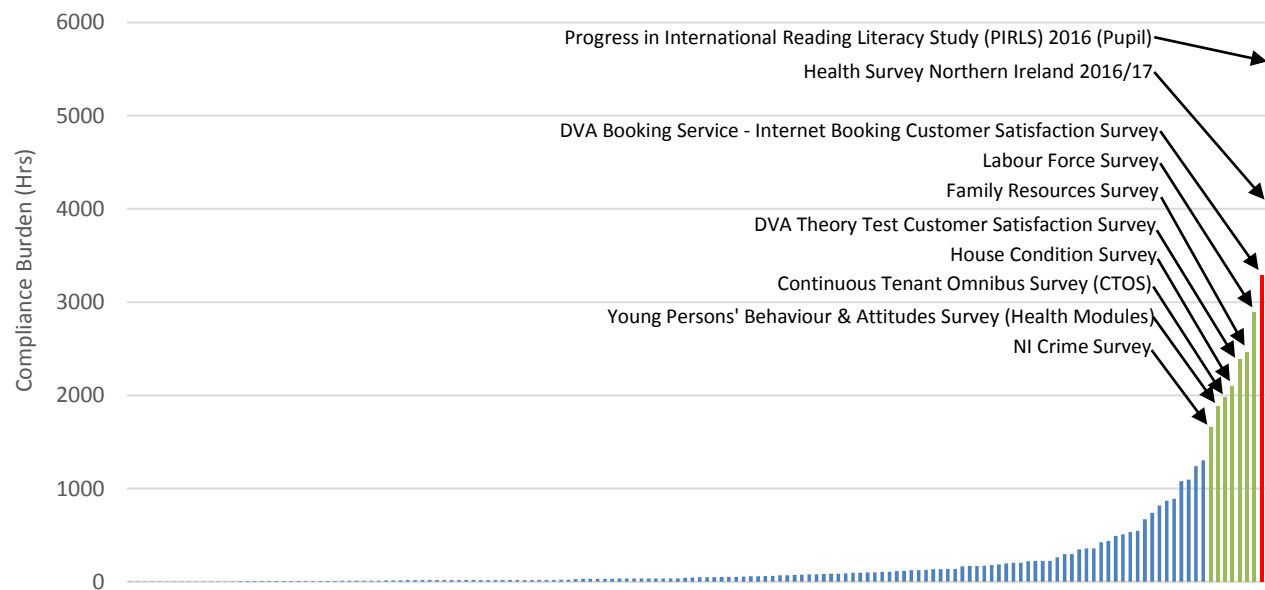 6000
Progress in International Reading Literacy Study (PIRLS) 2016 (Pupil)
Health Survey Northern Ireland 2016/17
5000
DVA Booking Service - Internet Booking Customer Satisfaction Survey
Labour Force Survey
Family Resources Survey
4000
DVA Theory Test Customer Satisfaction Survey
House Condition Survey
Continuous Tenant Omnibus Survey (CTOS)
3000
Young Persons' Behaviour & Attitudes Survey (Health Modules)
NI Crime Survey
2000
1000
0
Compliance Burden (Hrs)